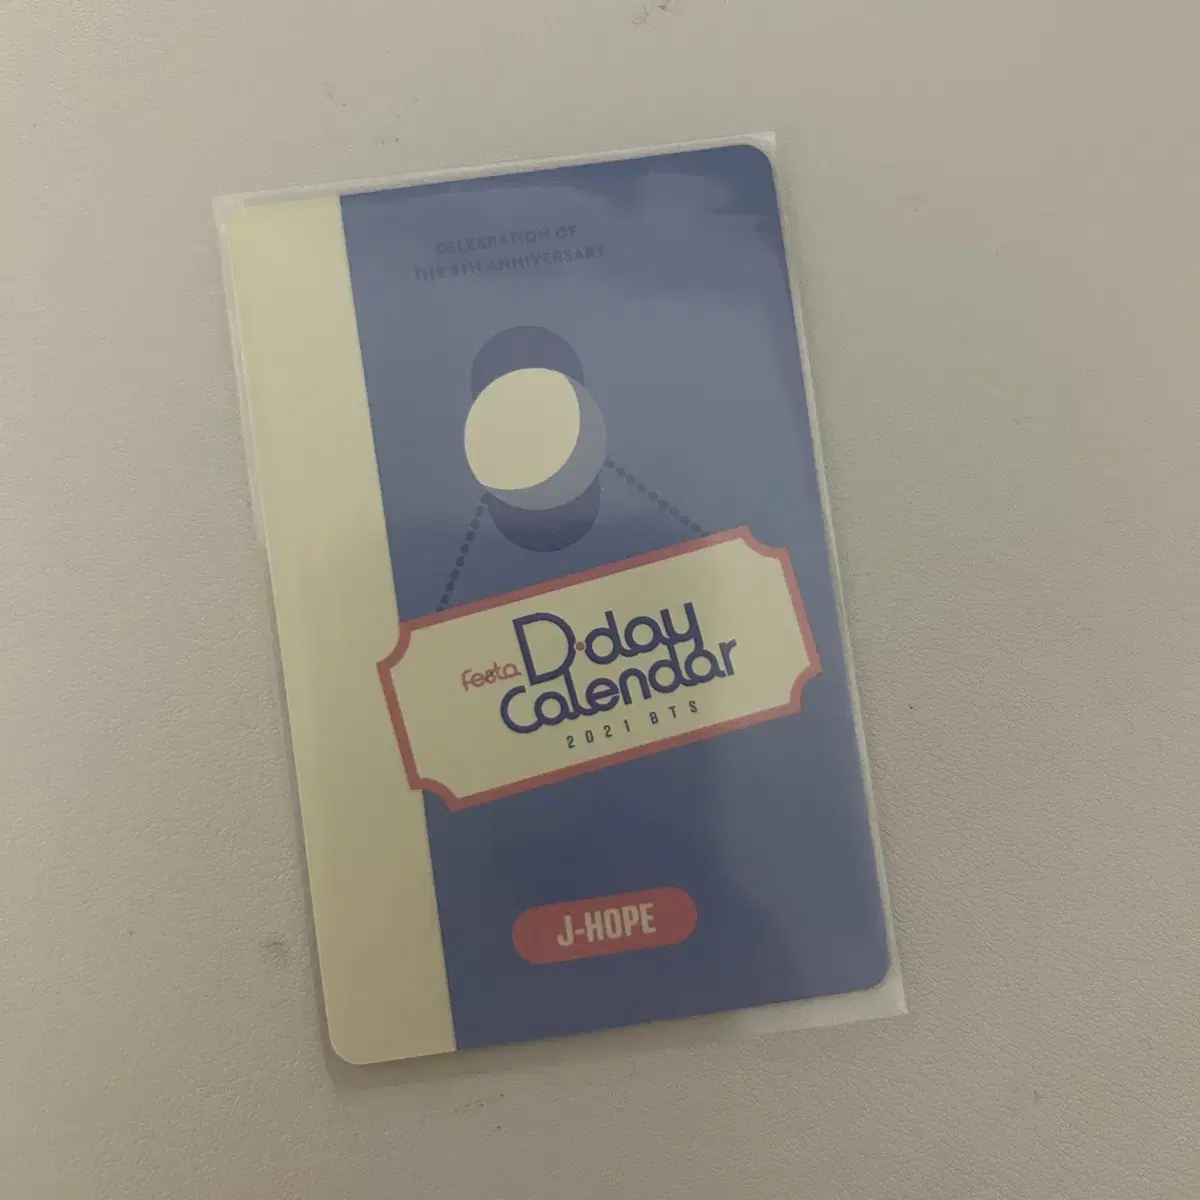 CELEBRATION OF
THE 8TH ANNIVERSARY
festa D·day
Calendar
2021 BTS
J-HOPE